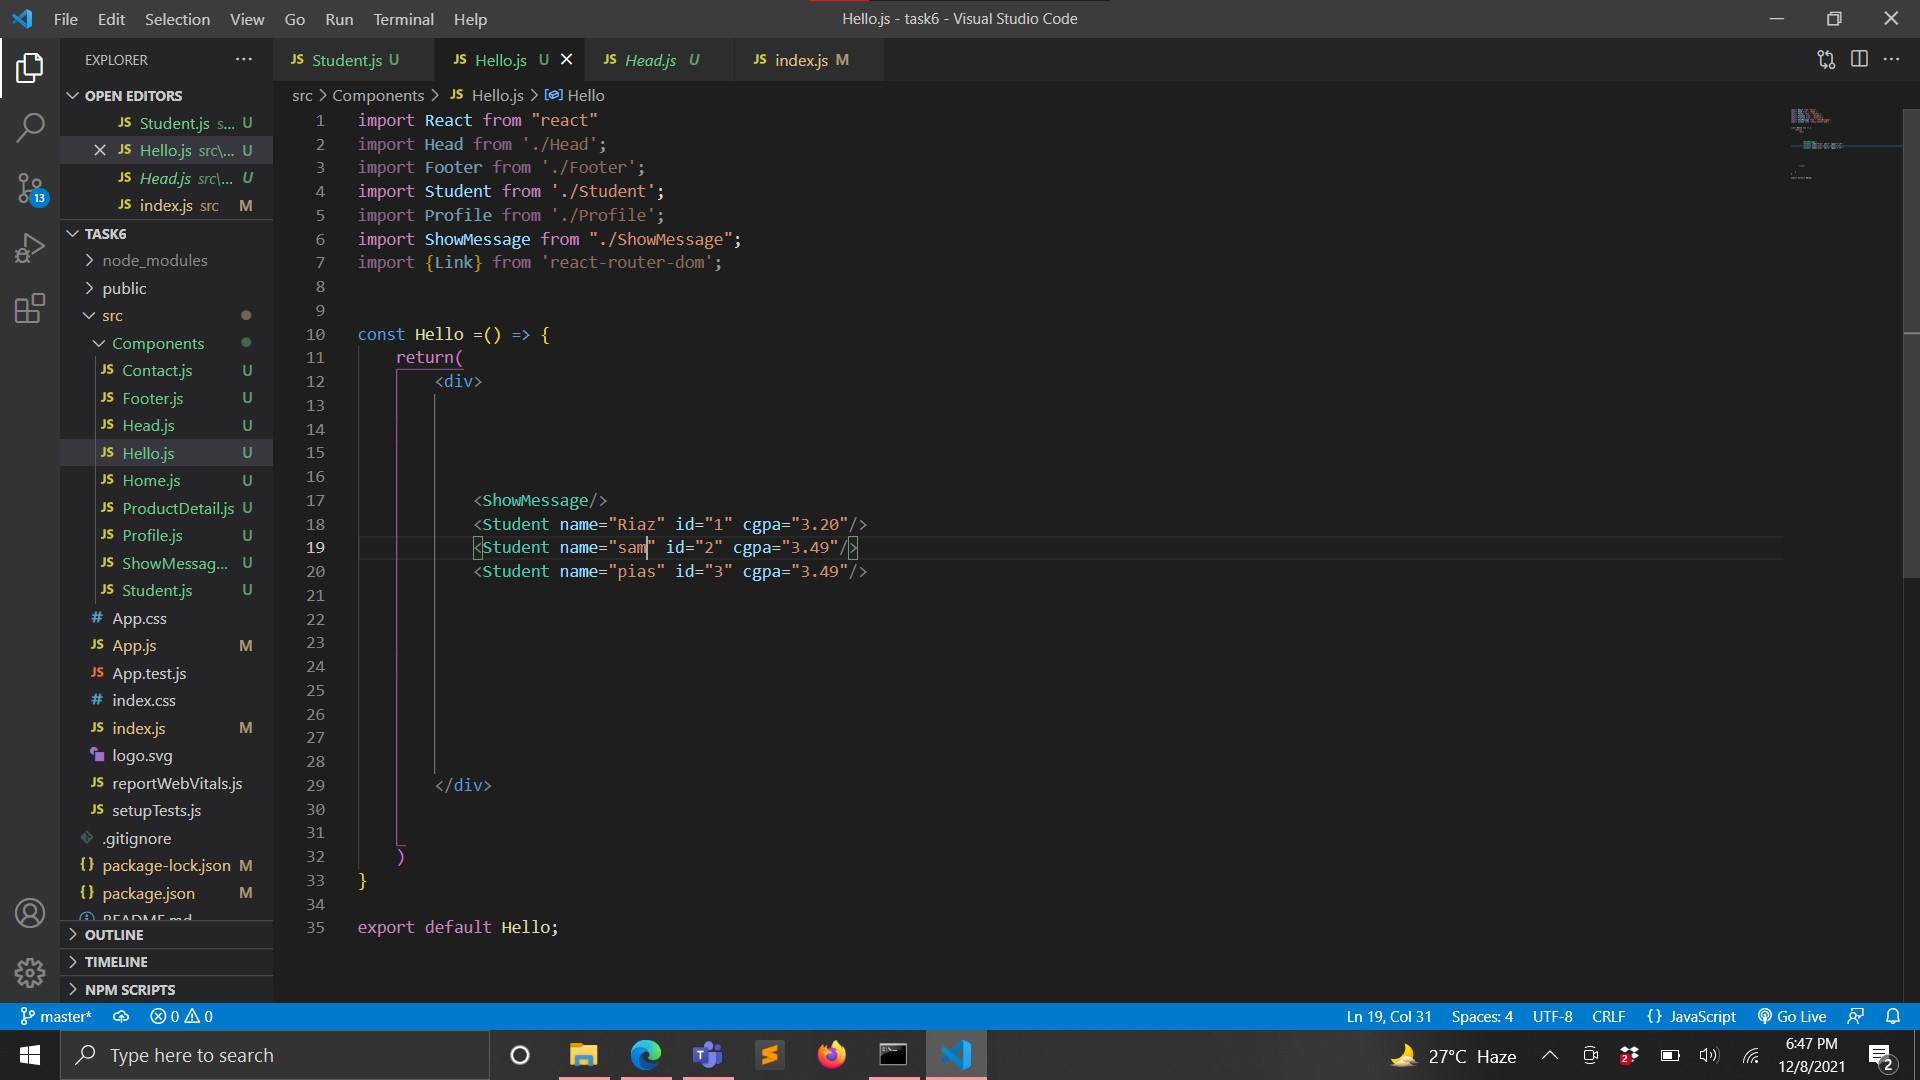 File Edit Selection View Go Run Terminal Help
Hello.js - task6 - Visual Studio Code
EXPLORER
OPEN EDITORS
JS Student.js s... U
JS Hello.js src\... U
JS Head.js src\... U
JS index.js src M
TASK6
node_modules
public
src
Components
JS Contact.js U
JS Footer.js U
JS Head.js U
JS Hello.js U
JS Home.js U
JS ProductDetail.js U
JS Profile.js U
JS ShowMessag... U
JS Student.js U
# App.css
JS App.js M
JS App.test.js
# index.css
JS index.js M
logo.svg
JS reportWebVitals.js
JS setupTests.js
.gitignore
{} package-lock.json M
{} package.json M
README.md
OUTLINE
TIMELINE
NPM SCRIPTS
13
JS Student.js U JS Hello.js U JS Head.js U JS index.js M
src > Components > JS Hello.js > Hello
1 import React from "react"
2 import Head from './Head';
3 import Footer from './Footer';
4 import Student from './Student';
5 import Profile from './Profile';
6 import ShowMessage from "./ShowMessage";
7 import {Link} from 'react-router-dom';
8
9
10 const Hello =() => {
11 return(
12 <div>
13
14
15
16
17 <ShowMessage/>
18 <Student name="Riaz" id="1" cgpa="3.20"/>
19 <Student name="sam" id="2" cgpa="3.49"/>
20 <Student name="pias" id="3" cgpa="3.49"/>
21
22
23
24
25
26
27
28
29 </div>
30
31
32 )
33 }
34
35 export default Hello;
master* 0 0 Ln 19, Col 31 Spaces: 4 UTF-8 CRLF {} JavaScript Go Live
Type here to search
27°C Haze
2
6:47 PM
12/8/2021
2